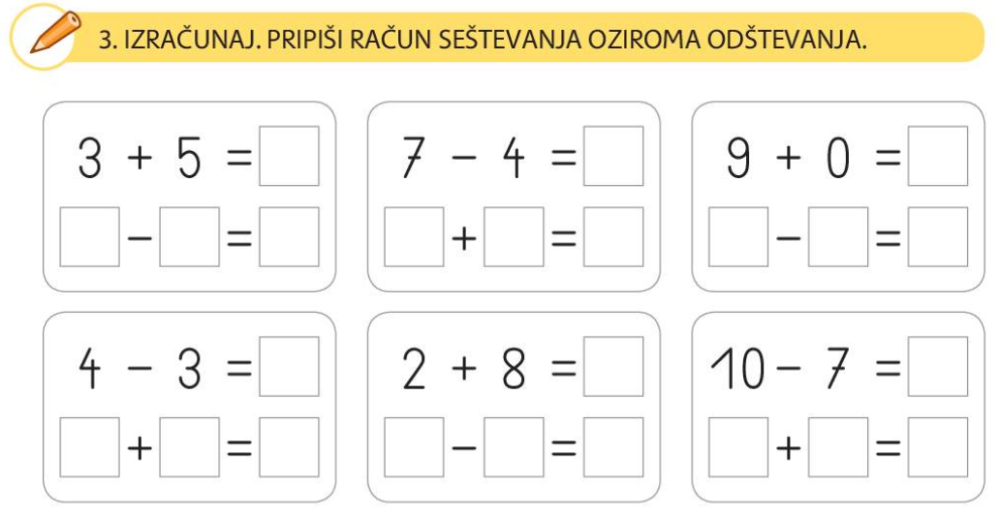 3. IZRAČUNAJ. PRIPIŠI RAČUN SEŠTEVANJA OZIROMA ODŠTEVANJA.
3 + 5 =
7 - 4 =
9 + 0 =
- =
+ =
- =
4 - 3 =
2 + 8 =
10 - 7 =
+ =
- =
+ =